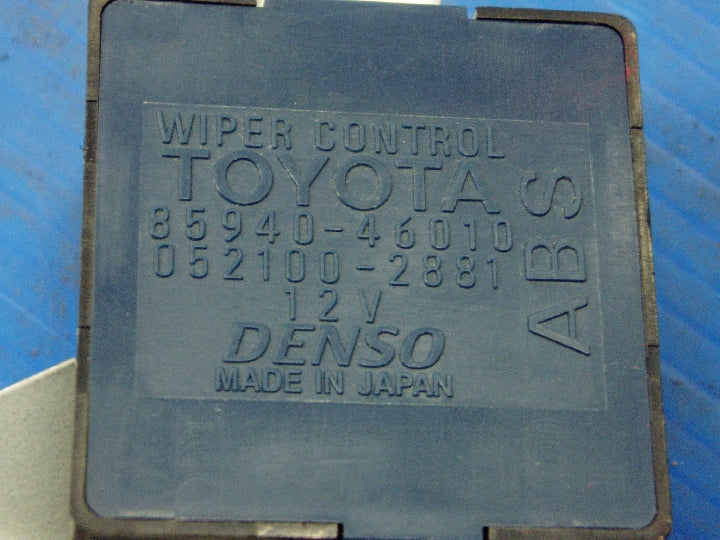 WIPER CONTROL
TOYOTA
85940-46010
052100-2881
12V
DENSO
MADE IN JAPAN
ABS